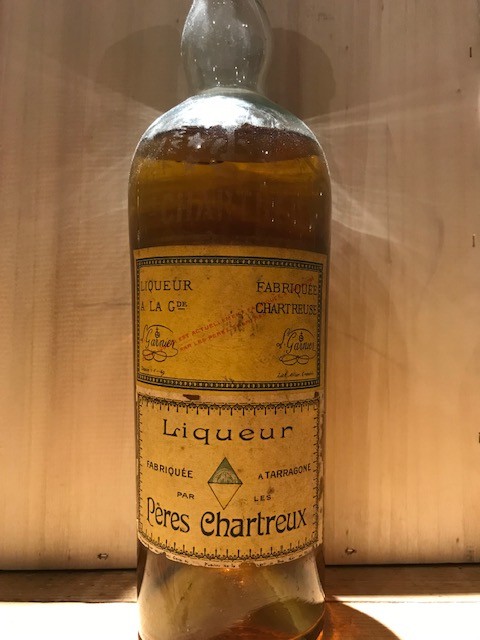 LIQUEUR FABRIQUÉE
A LA Gde CHARTREUSE
L. Garnier L. Garnier
Liqueur
FABRIQUÉE A TARRAGONE
PAR LES
Pères Chartreux